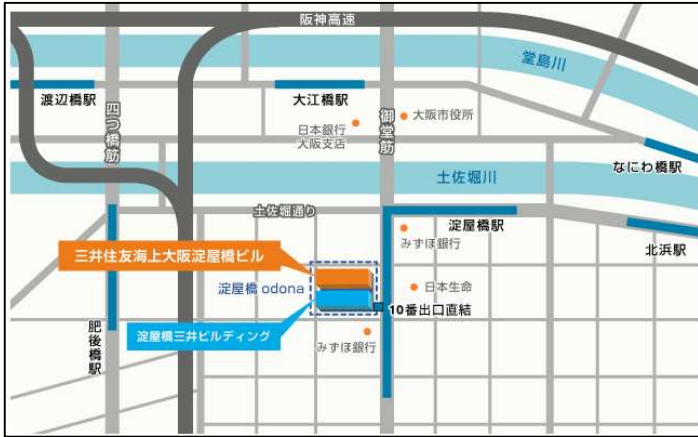 阪神高速
堂島川
渡辺橋駅
四つ橋筋
大江橋駅
御堂筋
大阪市役所
日本銀行
大阪支店
なにわ橋駅
土佐堀川
土佐堀通り
淀屋橋駅
みずほ銀行
北浜駅
三井住友海上大阪淀屋橋ビル
淀屋橋 odona
日本生命
10番出口直結
淀屋橋三井ビルディング
みずほ銀行
肥後橋駅